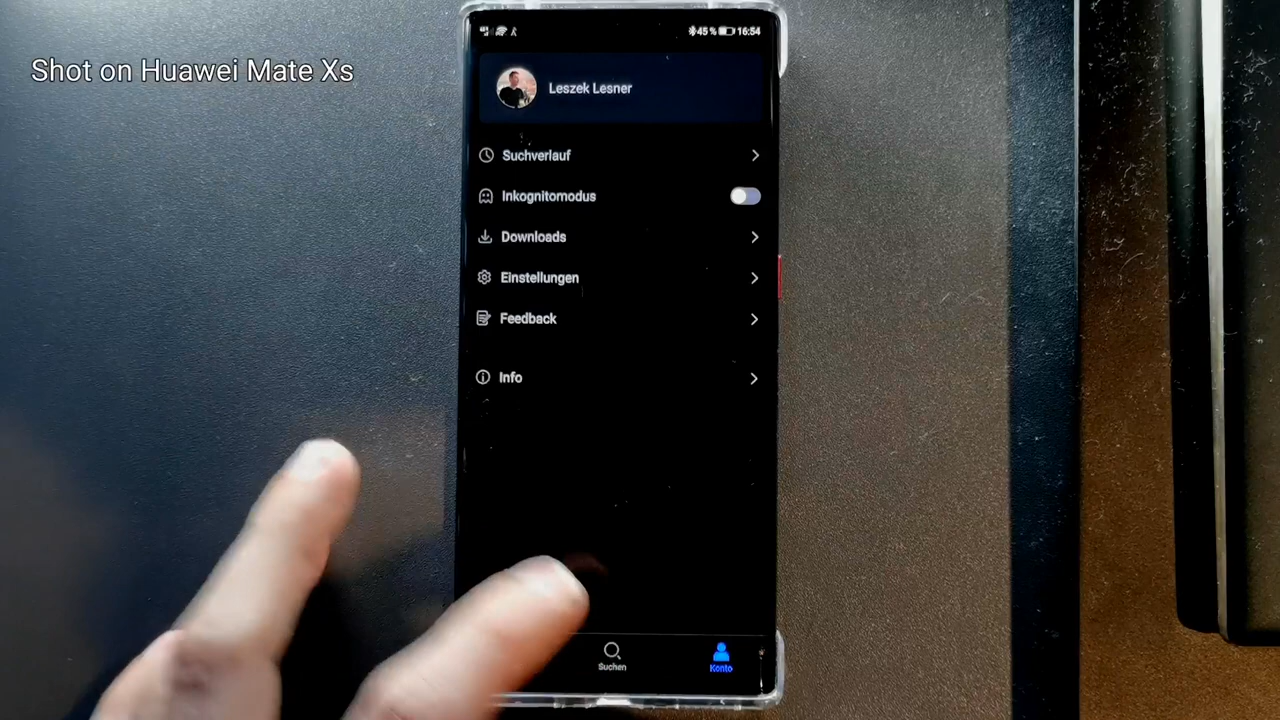 Shot on Huawei Mate Xs
45 % 16:54
Leszek Lesner
Suchverlauf
Inkognitomodus
Downloads
Einstellungen
Feedback
Info
Suchen
Konto